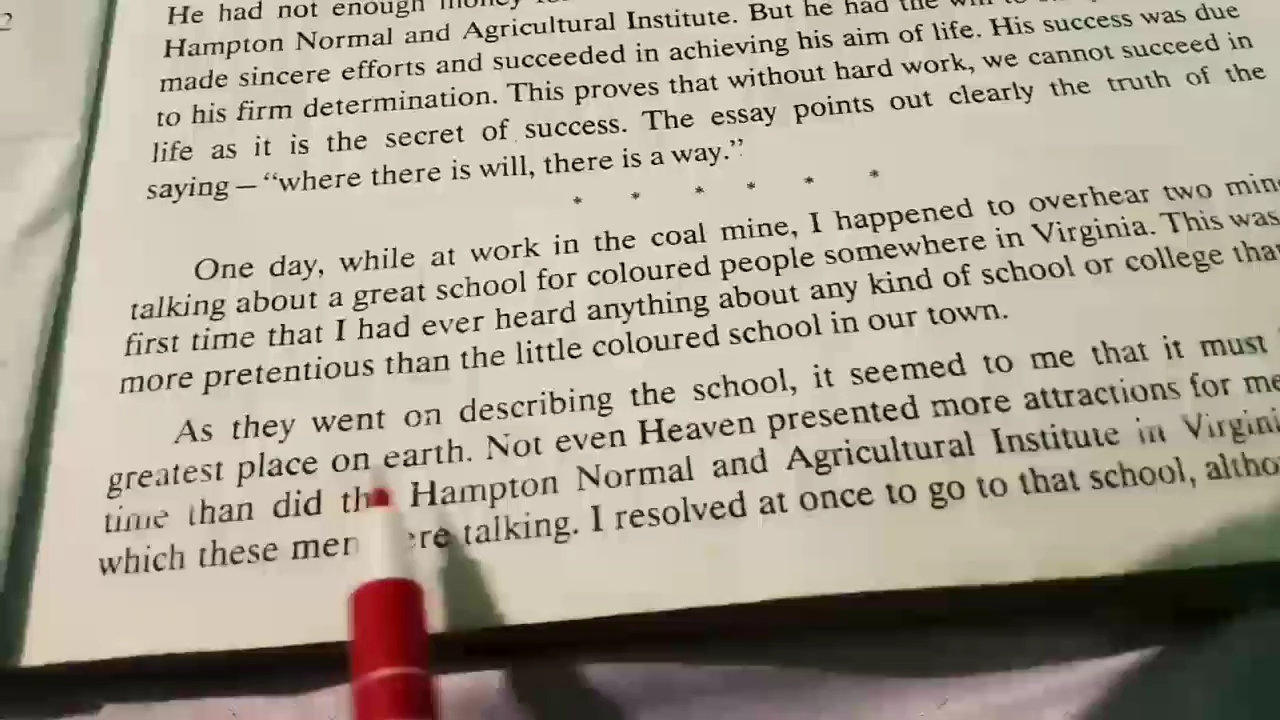 2
He had not enough money
Hampton Normal and Agricultural Institute. But he had the will to
made sincere efforts and succeeded in achieving his aim of life. His success was due
to his firm determination. This proves that without hard work, we cannot succeed in
life as it is the secret of success. The essay points out clearly the truth of the
saying – “where there is will, there is a way.”
* * * * * *
One day, while at work in the coal mine, I happened to overhear two
talking about a great school for coloured people somewhere in Virginia. This was
first time that I had ever heard anything about any kind of school or college
more pretentious than the little coloured school in our town.
As they went on describing the school, it seemed to me that it must
greatest place on earth. Not even Heaven presented more attractions for me
time than did the Hampton Normal and Agricultural Institute in
which these men talking. I resolved at once to go to that school,